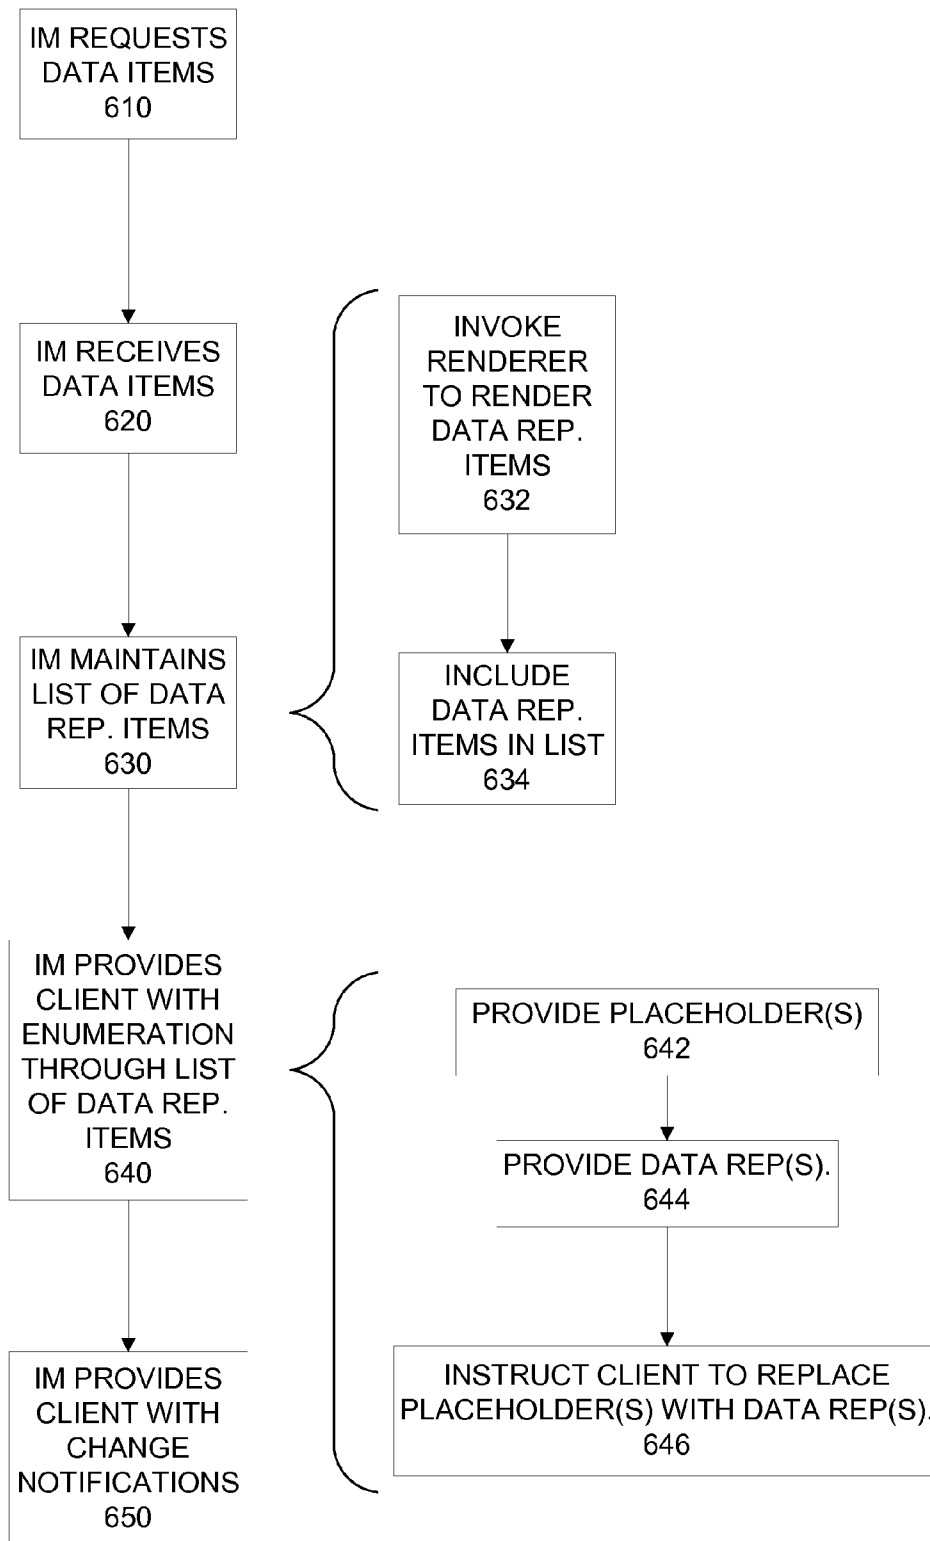 IM REQUESTS
DATA ITEMS
610
IM RECEIVES
DATA ITEMS
620
IM MAINTAINS
LIST OF DATA
REP. ITEMS
630
INVOKE
RENDERER
TO RENDER
DATA REP.
ITEMS
632
INCLUDE
DATA REP.
ITEMS IN LIST
634
IM PROVIDES
CLIENT WITH
ENUMERATION
THROUGH LIST
OF DATA REP.
ITEMS
640
PROVIDE PLACEHOLDER(S)
642
PROVIDE DATA REP(S).
644
INSTRUCT CLIENT TO REPLACE
PLACEHOLDER(S) WITH DATA REP(S).
646
IM PROVIDES
CLIENT WITH
CHANGE
NOTIFICATIONS
650